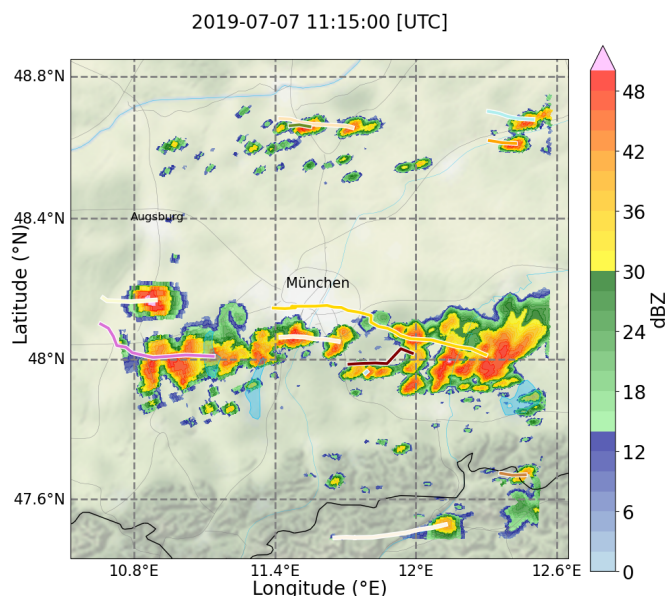 2019-07-07 11:15:00 [UTC]
48.8°N
48.4°N
48°N
47.6°N
Latitude (°N)
Augsburg
München
10.8°E
11.4°E
12°E
12.6°E
Longitude (°E)
48
42
36
30
24
18
12
6
0
dBZ